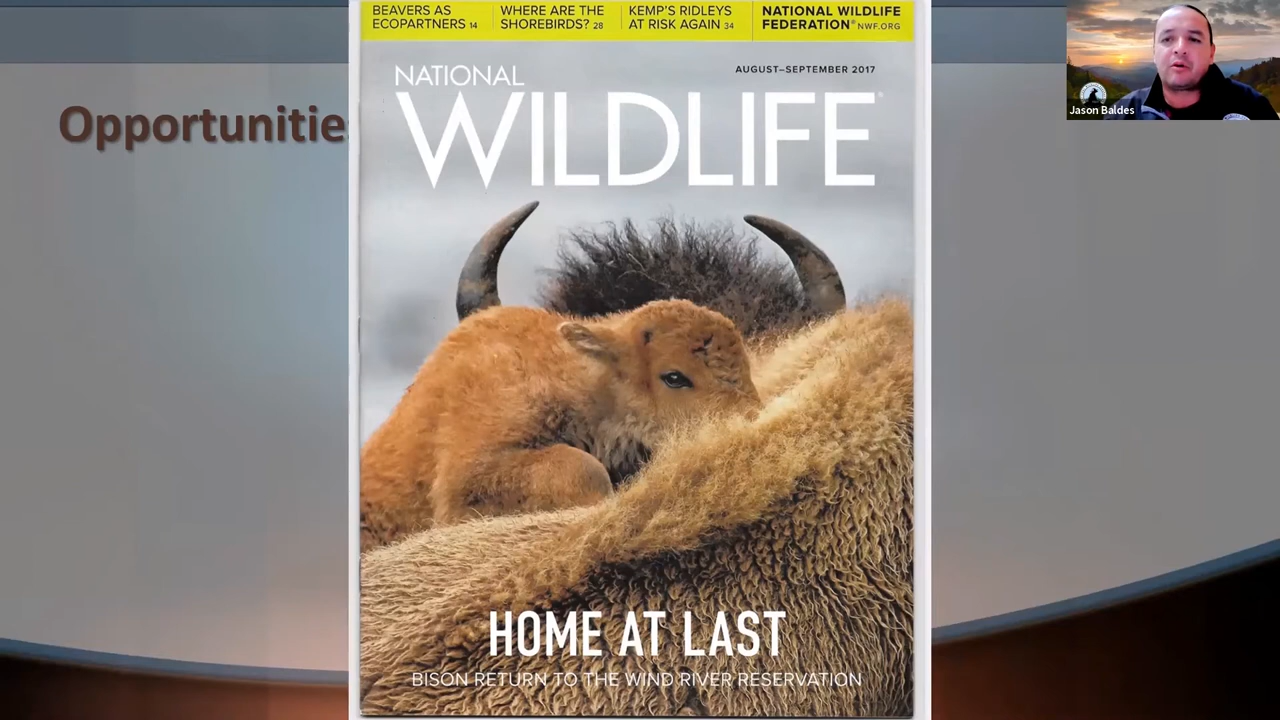 BEAVERS AS
ECOPARTNERS 14
WHERE ARE THE
SHOREBIRDS? 28
KEMP'S RIDLEYS
AT RISK AGAIN 34
NATIONAL WILDLIFE
FEDERATION® NWF.ORG
AUGUST–SEPTEMBER 2017
NATIONAL
WILDLIFE®
Opportunitie
Jason Baldes
HOME AT LAST
BISON RETURN TO THE WIND RIVER RESERVATION